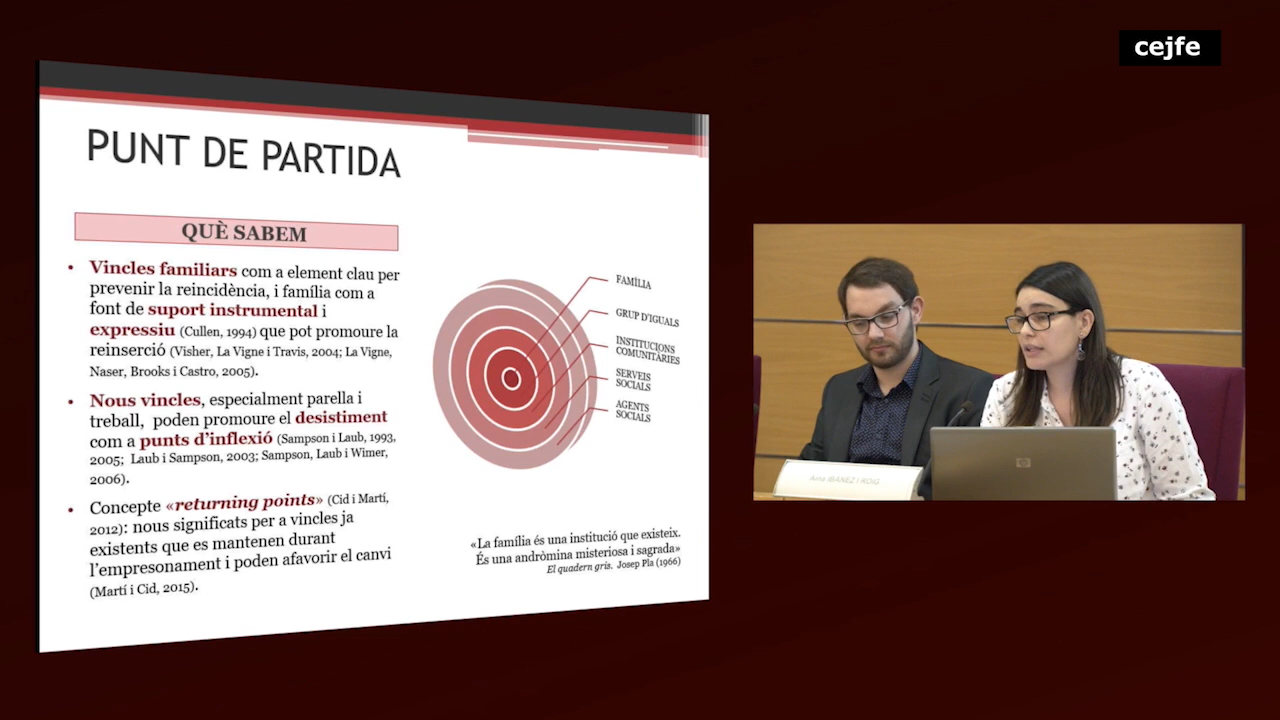 cejfe
PUNT DE PARTIDA
QUÈ SABEM
• Vincles familiars com a element clau per
prevenir la reincidència, i família com a
font de suport instrumental i
expressiu (Cullen, 1994) que pot promoure la
reinserció (Visher, La Vigne i Travis, 2004; La Vigne,
Naser, Brooks i Castro, 2005).
• Nous vincles, especialment parella i
treball, poden promoure el desistiment
com a punts d'inflexió (Sampson i Laub, 1993,
2005; Laub i Sampson, 2003; Sampson, Laub i Wimer,
2006).
• Concepte «returning points» (Cid i Martí,
2012): nous significats per a vincles ja
existents que es mantenen durant
l'empresonament i poden afavorir el canvi
(Martí i Cid, 2015).
FAMÍLIA
GRUP D'IGUALS
INSTITUCIONS
COMUNITÀRIES
SERVEIS
SOCIALS
AGENTS
SOCIALS
«La família és una institució que existeix.
És una andròmina misteriosa i sagrada»
El quadern gris. Josep Pla (1966)
Aina IBÀÑEZ i ROIG
hp